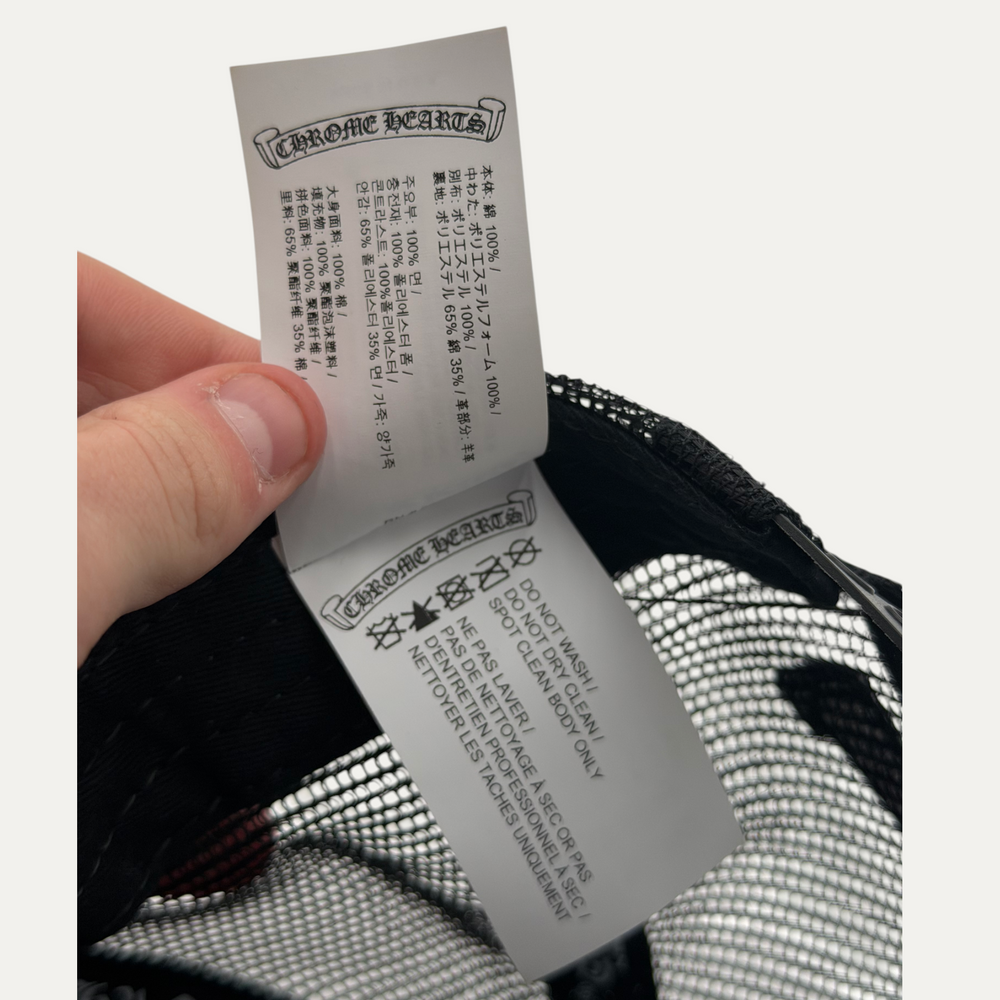 CHROME HEARTS
本体: 綿 100% /
中わた: ポリエステルフォーム 100% /
別布: ポリエステル 100% /
裏地: ポリエステル 65% 綿 35% / 革部分: 羊革
주요부: 100% 면 /
충전재: 100% 폴리에스터 폼 /
콘트라스트: 100%폴리에스터 /
안감: 65% 폴리에스터 35% 면 / 가죽: 양가죽
大身面料: 100% 棉 /
填充物: 100% 聚酯泡沫塑料 /
拼色面料: 100% 聚酯纤维 /
里料: 65% 聚酯纤维 35% 棉 /
CHROME HEARTS
DO NOT WASH /
DO NOT DRY CLEAN /
SPOT CLEAN BODY ONLY
NE PAS LAVER /
PAS DE NETTOYAGE À SEC OR PAS
D'ENTRETIEN PROFESSIONNEL À SEC /
NETTOYER LES TACHES UNIQUEMENT